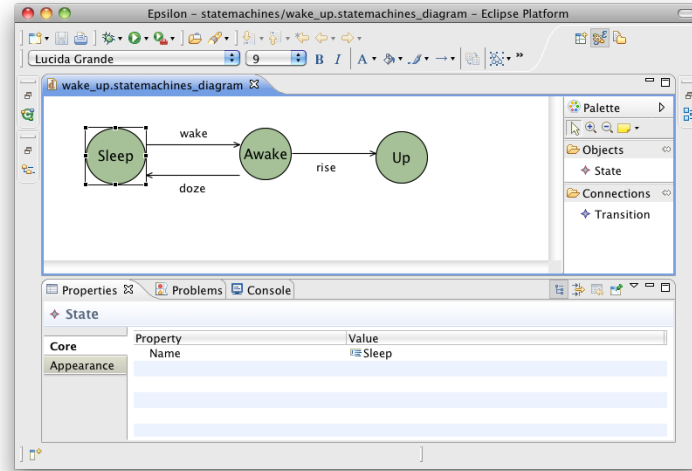 Epsilon - statemachines/wake_up.statemachines_diagram - Eclipse Platform
Lucida Grande 9 B I A »
wake_up.statemachines_diagram
Palette
Objects
State
Connections
Transition
Sleep
wake
doze
Awake
rise
Up
Properties Problems Console
State
Core
Appearance
Property Value
Name Sleep